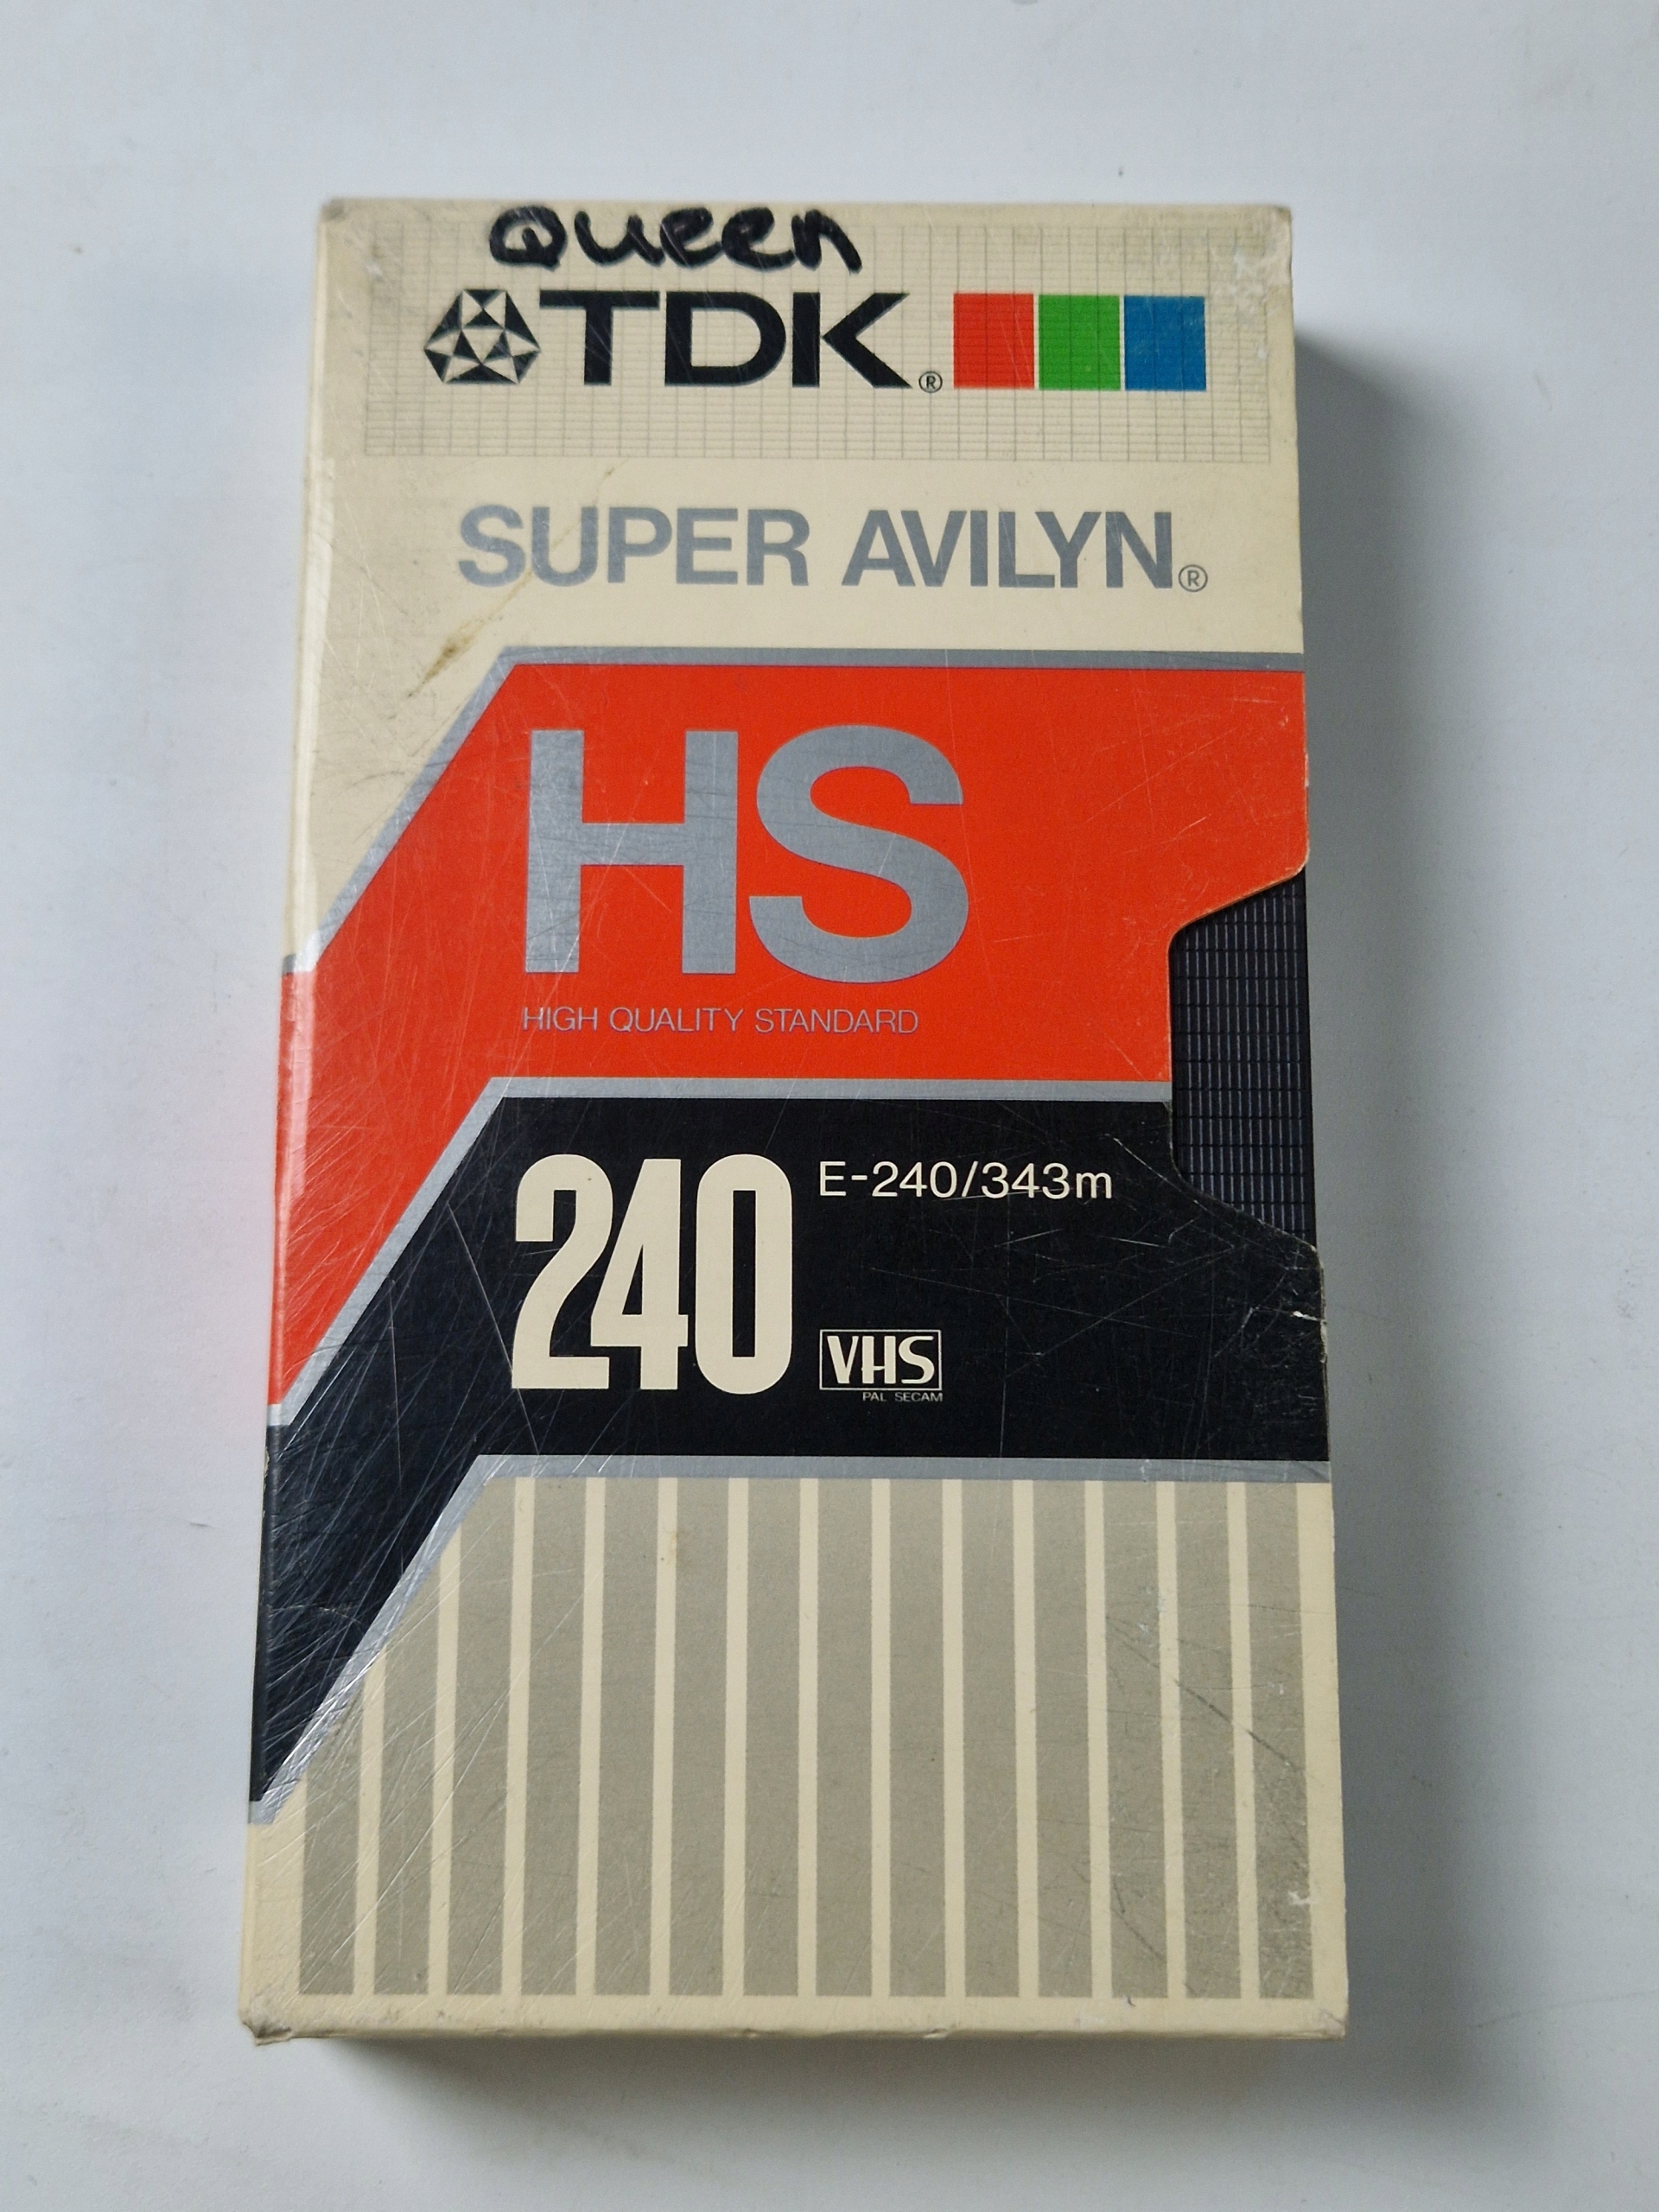 Queen
TDK®
SUPER AVILYN®
HS
HIGH QUALITY STANDARD
240 E-240/343m
VHS
PAL SECAM